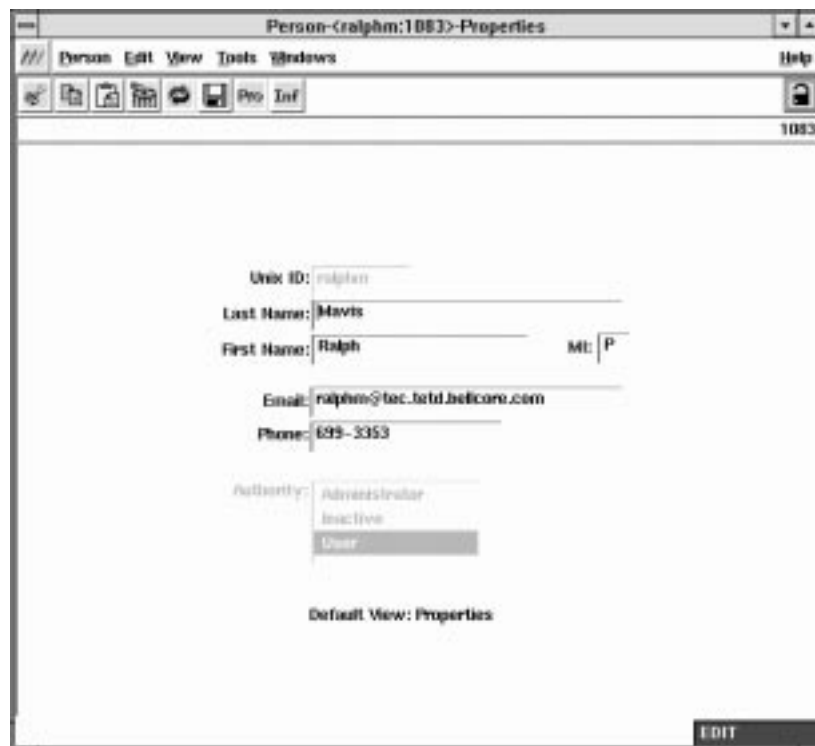 Person-<ralphm:1083>-Properties
Person Edit View Tools Windows Help
Pro Inf
1083
Unix ID: ralphm
Last Name: Mavis
First Name: Ralph MI: P
Email: ralphm@tec.tetd.bellcore.com
Phone: 699-3353
Authority: Administrator
Inactive
User
Default View: Properties
EDIT